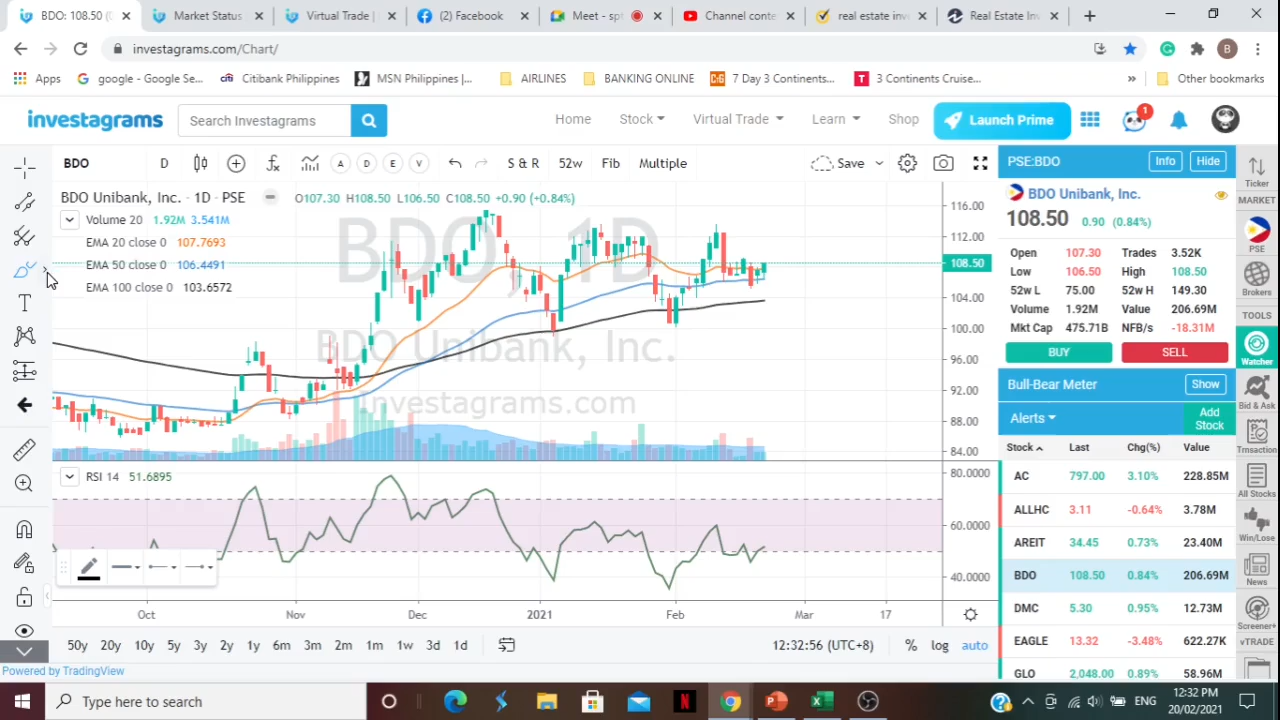 BDO: 108.50 (0
Market Status
Virtual Trade |
(2) Facebook
Meet - spt
Channel conte
real estate inv
Real Estate In
investagrams.com/Chart/
Apps
google - Google Se...
Citibank Philippines
MSN Philippines |...
AIRLINES
BANKING ONLINE
7 Day 3 Continents...
3 Continents Cruise...
»
Other bookmarks
investagrams
Search Investagrams
Home
Stock
Virtual Trade
Learn
Shop
Launch Prime
1
BDO
D
A
D
E
V
S & R
52w
Fib
Multiple
Save
BDO Unibank, Inc. · 1D · PSE
O107.30 H108.50 L106.50 C108.50 +0.90 (+0.84%)
Volume 20 1.92M 3.541M
EMA 20 close 0 107.7693
EMA 50 close 0 106.4491
EMA 100 close 0 103.6572
BDO, 1D
BDO Unibank, Inc.
investagrams.com
116.00
112.00
108.50
104.00
100.00
96.00
92.00
88.00
84.00
RSI 14 51.6895
80.0000
60.0000
40.0000
Oct
Nov
Dec
2021
Feb
Mar
17
50y 20y 10y 5y 3y 2y 1y 6m 3m 2m 1m 1w 3d 1d
12:32:56 (UTC+8)
% log auto
Powered by TradingView
PSE:BDO
Info
Hide
BDO Unibank, Inc.
108.50 0.90 (0.84%)
Open 107.30 Trades 3.52K
Low 106.50 High 108.50
52w L 75.00 52w H 149.30
Volume 1.92M Value 206.69M
Mkt Cap 475.71B NFB/s -18.31M
BUY
SELL
Bull-Bear Meter
Show
Alerts
Add Stock
Stock Last Chg(%) Value
AC 797.00 3.10% 228.85M
ALLHC 3.11 -0.64% 3.78M
AREIT 34.45 0.73% 23.40M
BDO 108.50 0.84% 206.69M
DMC 5.30 0.95% 12.73M
EAGLE 13.32 -3.48% 622.27K
GLO 2,048.00 0.89% 58.96M
Ticker
MARKET
PSE
Brokers
TOOLS
Watcher
Bid & Ask
Trnsaction
All Stocks
Win/Lose
News
Screener+
vTRADE
Type here to search
ENG
12:32 PM
20/02/2021